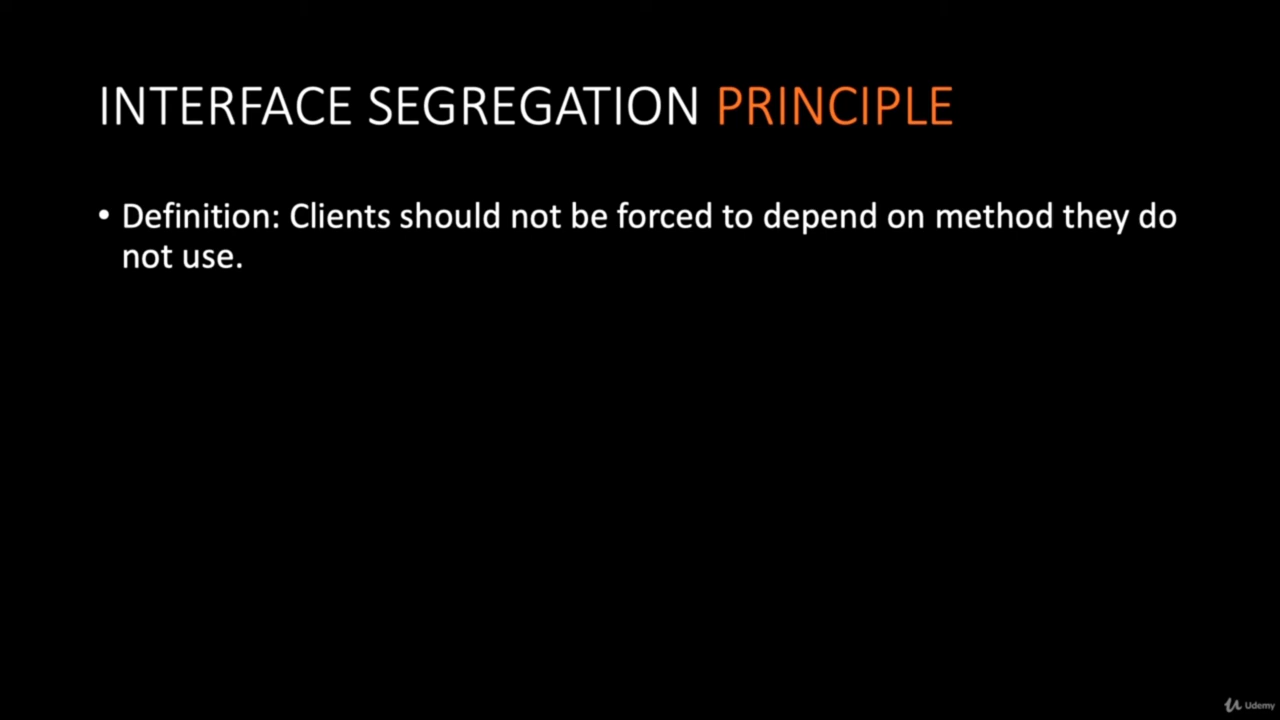 INTERFACE SEGREGATION PRINCIPLE
• Definition: Clients should not be forced to depend on method they do
not use.
Udemy